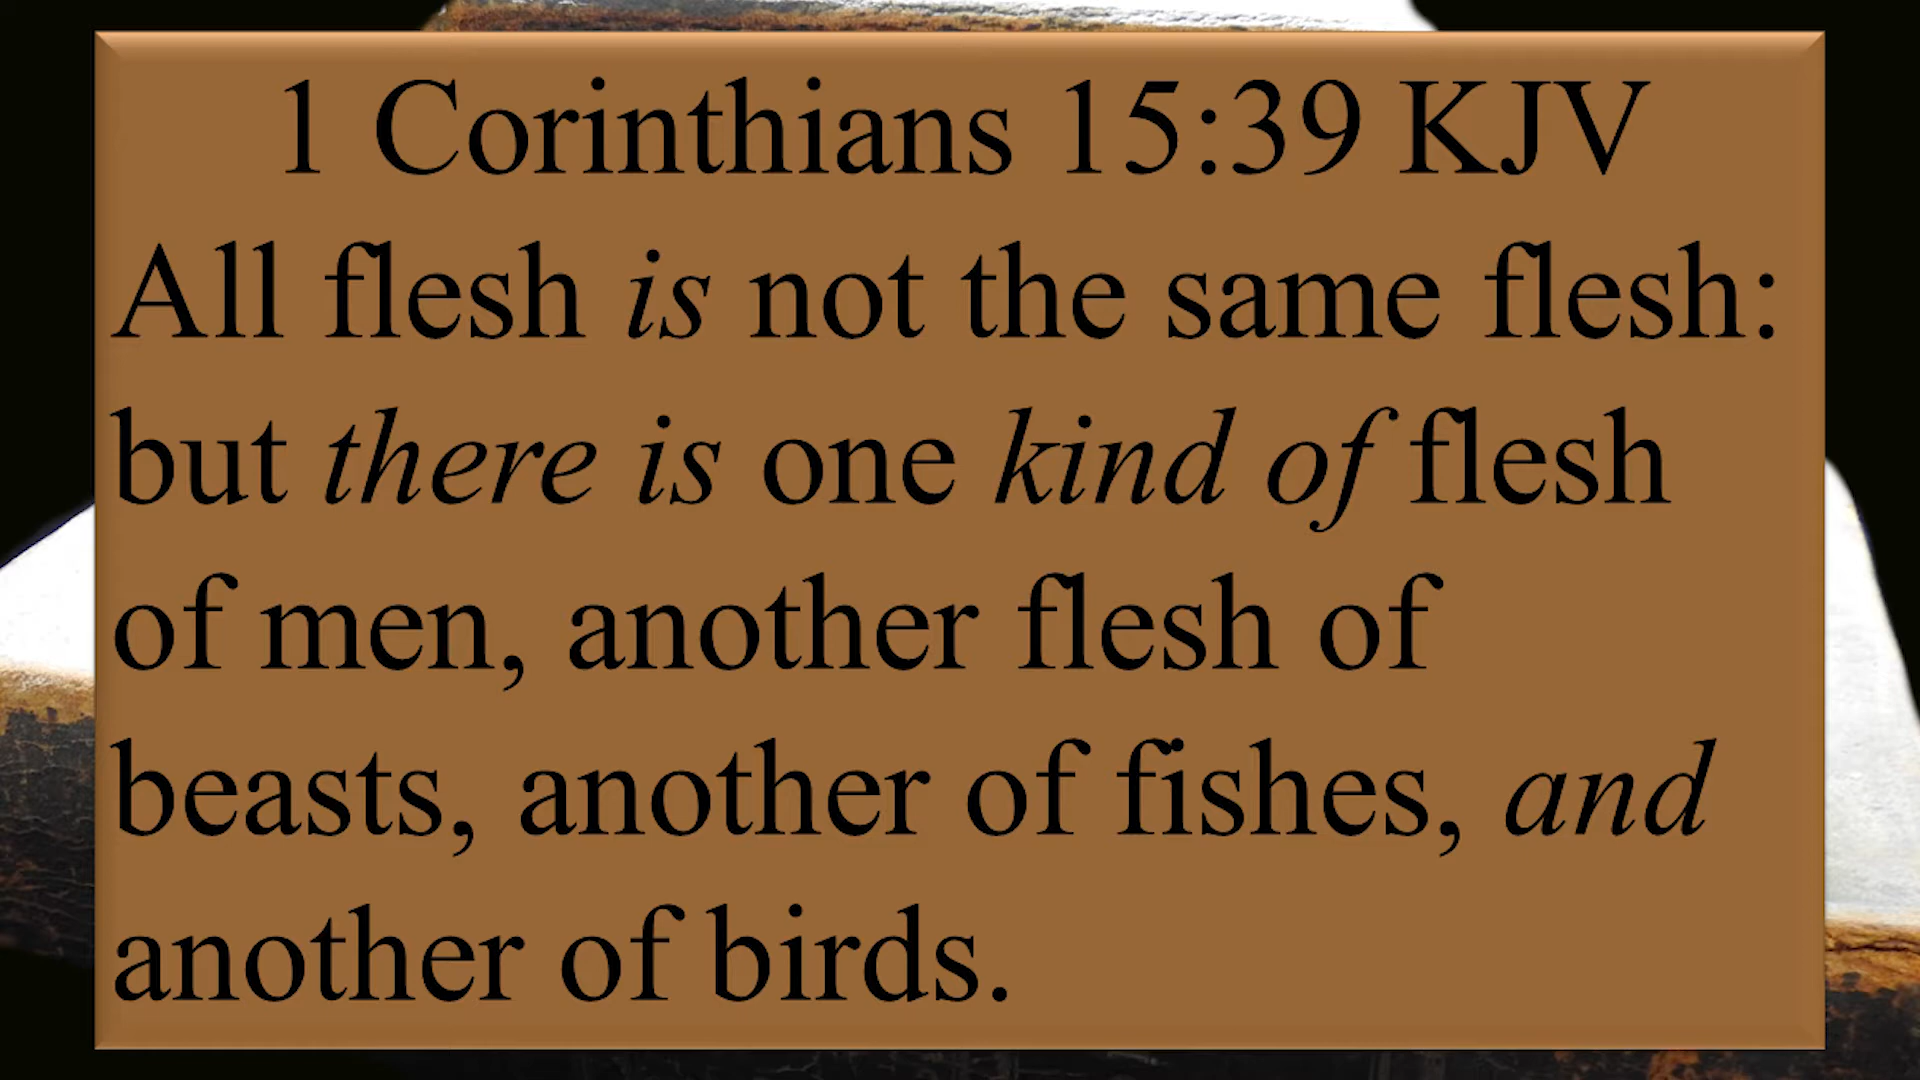 1 Corinthians 15:39 KJV
All flesh is not the same flesh:
but there is one kind of flesh
of men, another flesh of
beasts, another of fishes, and
another of birds.